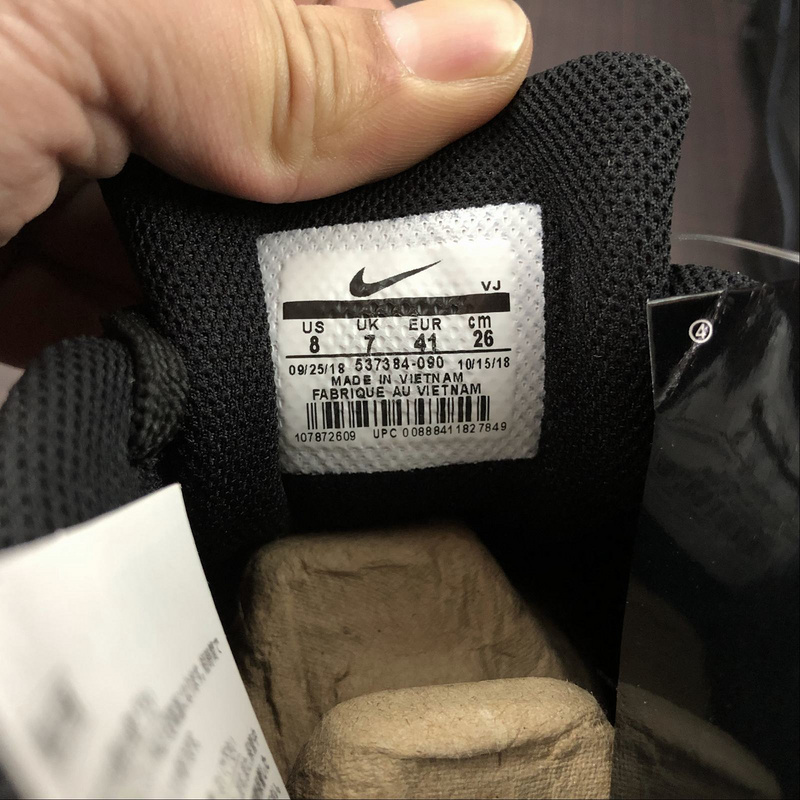 VJ
US UK EUR cm
8 7 41 26
09/25/18 537384-090 10/15/18
MADE IN VIETNAM
FABRIQUE AU VIETNAM
107872609 UPC 00888411827849
4